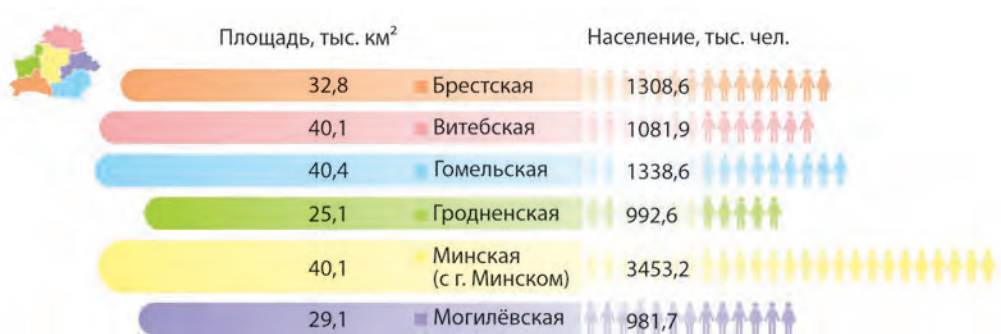 Площадь, тыс. км² Население, тыс. чел.
32,8 Брестская 1308,6
40,1 Витебская 1081,9
40,4 Гомельская 1338,6
25,1 Гродненская 992,6
40,1 Минская (с г. Минском) 3453,2
29,1 Могилёвская 981,7